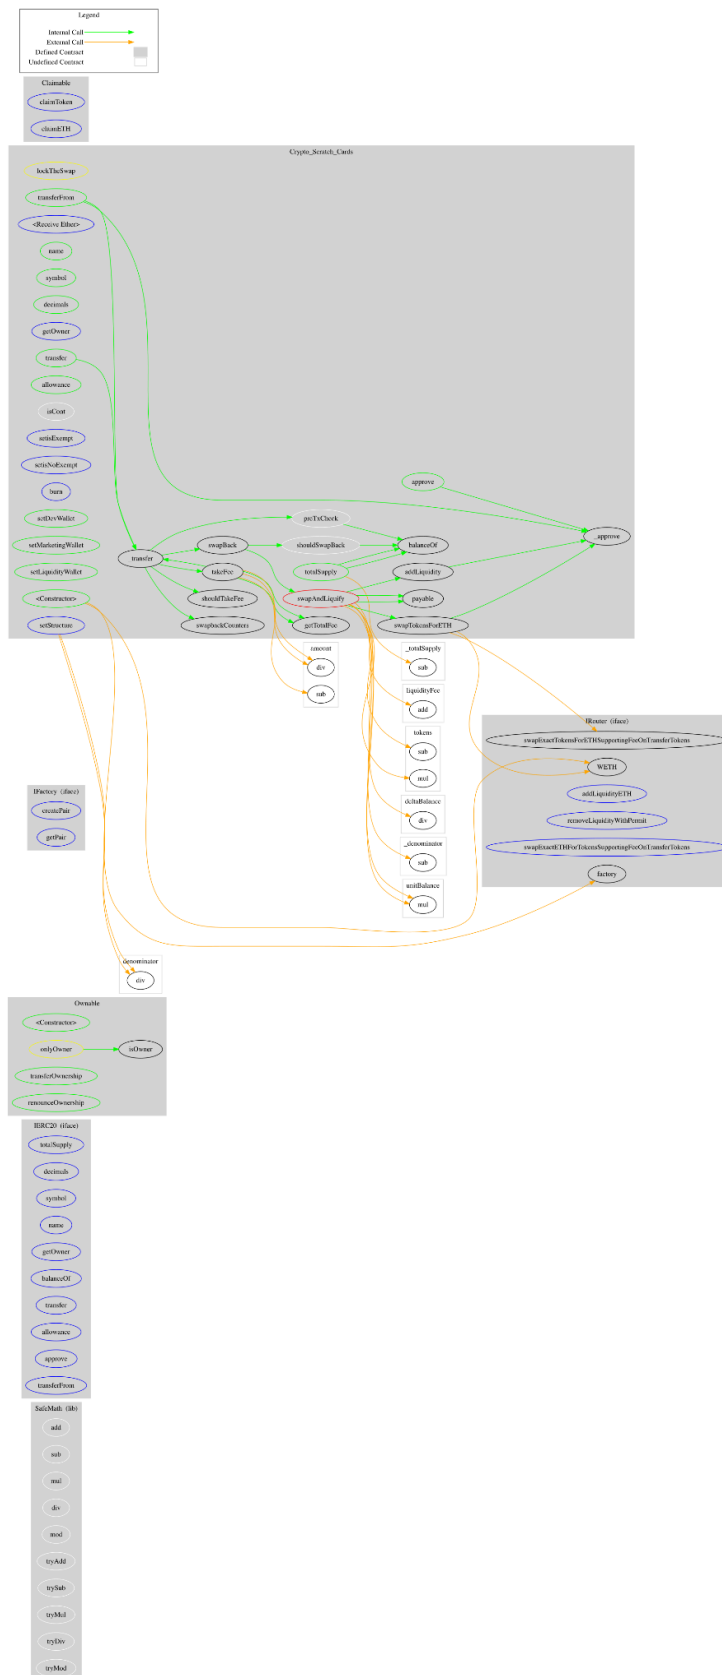 Legend
Internal Call
External Call
Defined Contract
Undefined Contract
Claimable
claimToken
claimETH
Crypto_Scratch_Cards
lockTheSwap
transferFrom
<Receive Ether>
name
symbol
decimals
getOwner
transfer
allowance
isCont
setisExempt
setisNoExempt
burn
setDevWallet
setMarketingWallet
setLiquidityWallet
<Constructor>
setStructure
approve
_approve
preTxCheck
transfer
swapBack
shouldSwapBack
balanceOf
takeFee
totalSupply
addLiquidity
shouldTakeFee
swapAndLiquify
payable
swapbackCounters
getTotalFee
swapTokensForETH
amount
div
sub
_totalSupply
sub
liquidityFee
add
tokens
sub
mul
deltaBalance
div
_denominator
sub
unitBalance
mul
IRouter (iface)
swapExactTokensForETHSupportingFeeOnTransferTokens
WETH
addLiquidityETH
removeLiquidityWithPermit
swapExactETHForTokensSupportingFeeOnTransferTokens
factory
IFactory (iface)
createPair
getPair
denominator
div
Ownable
<Constructor>
onlyOwner
isOwner
transferOwnership
renounceOwnership
IERC20 (iface)
totalSupply
decimals
symbol
name
getOwner
balanceOf
transfer
allowance
approve
transferFrom
SafeMath (lib)
add
sub
mul
div
mod
tryAdd
trySub
tryMul
tryDiv
tryMod